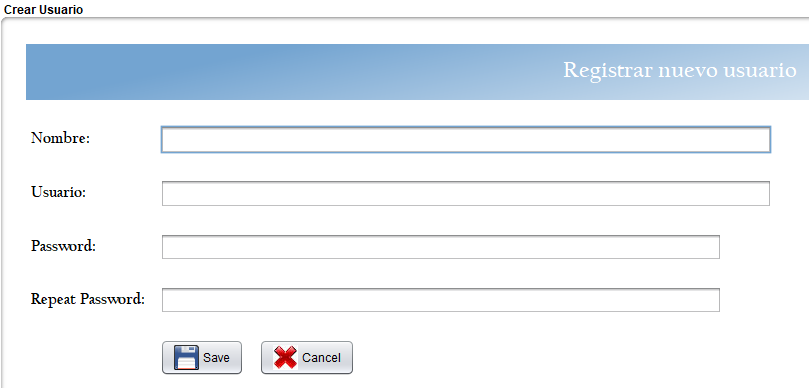 Crear Usuario
Registrar nuevo usuario
Nombre:
Usuario:
Password:
Repeat Password:
Save Cancel